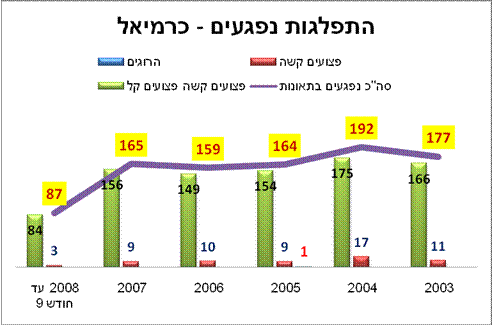 התפלגות נפגעים - כרמיאל
פצועים קשה הרוגים
סה"כ נפגעים בתאונות פצועים קשה פצועים קל
177 192 164 159 165 87
166 175 154 149 156 84
11 17 1 9 10 9 3
2003 2004 2005 2006 2007 2008 עד
חודש 9